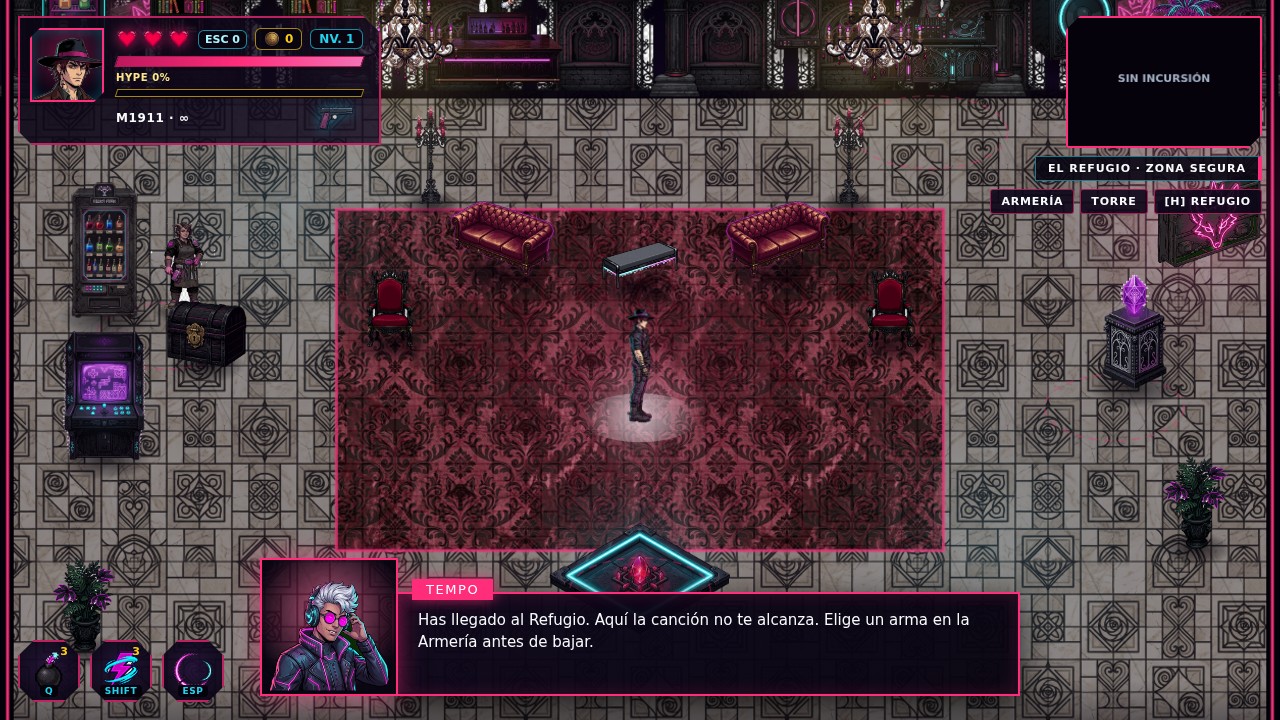 ESC 0
0
NV. 1
HYPE 0%
M1911 · ∞
SIN INCURSIÓN
EL REFUGIO · ZONA SEGURA
ARMERÍA
TORRE
[H] REFUGIO
TEMPO
Has llegado al Refugio. Aquí la canción no te alcanza. Elige un arma en la
Armería antes de bajar.
3
Q
3
SHIFT
ESP